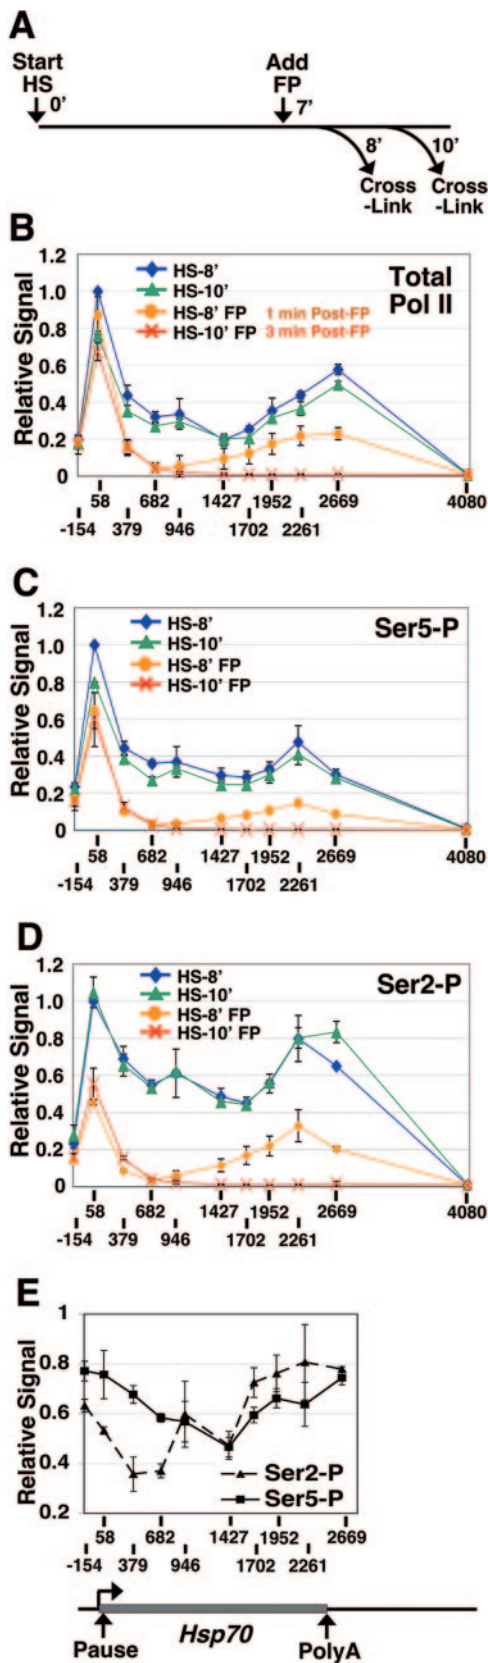 A
Start
HS
0'
Add
FP
7'
8'
10'
Cross
-Link
Cross
-Link
B
Relative Signal
1.2
1.0
0.8
0.6
0.4
0.2
0
HS-8'
HS-10'
HS-8' FP 1 min Post-FP
HS-10' FP 3 min Post-FP
Total
Pol II
58 682 1427 1952 2669 4080
-154 379 946 1702 2261
C
Relative Signal
1.2
1.0
0.8
0.6
0.4
0.2
0
HS-8'
HS-10'
HS-8' FP
HS-10' FP
Ser5-P
58 682 1427 1952 2669 4080
-154 379 946 1702 2261
D
Relative Signal
1.2
1.0
0.8
0.6
0.4
0.2
0
HS-8'
HS-10'
HS-8' FP
HS-10' FP
Ser2-P
58 682 1427 1952 2669 4080
-154 379 946 1702 2261
E
Relative Signal
1
0.8
0.6
0.4
0.2
Ser2-P
Ser5-P
58 682 1427 1952 2669
-154 379 946 1702 2261
Pause
Hsp70
PolyA